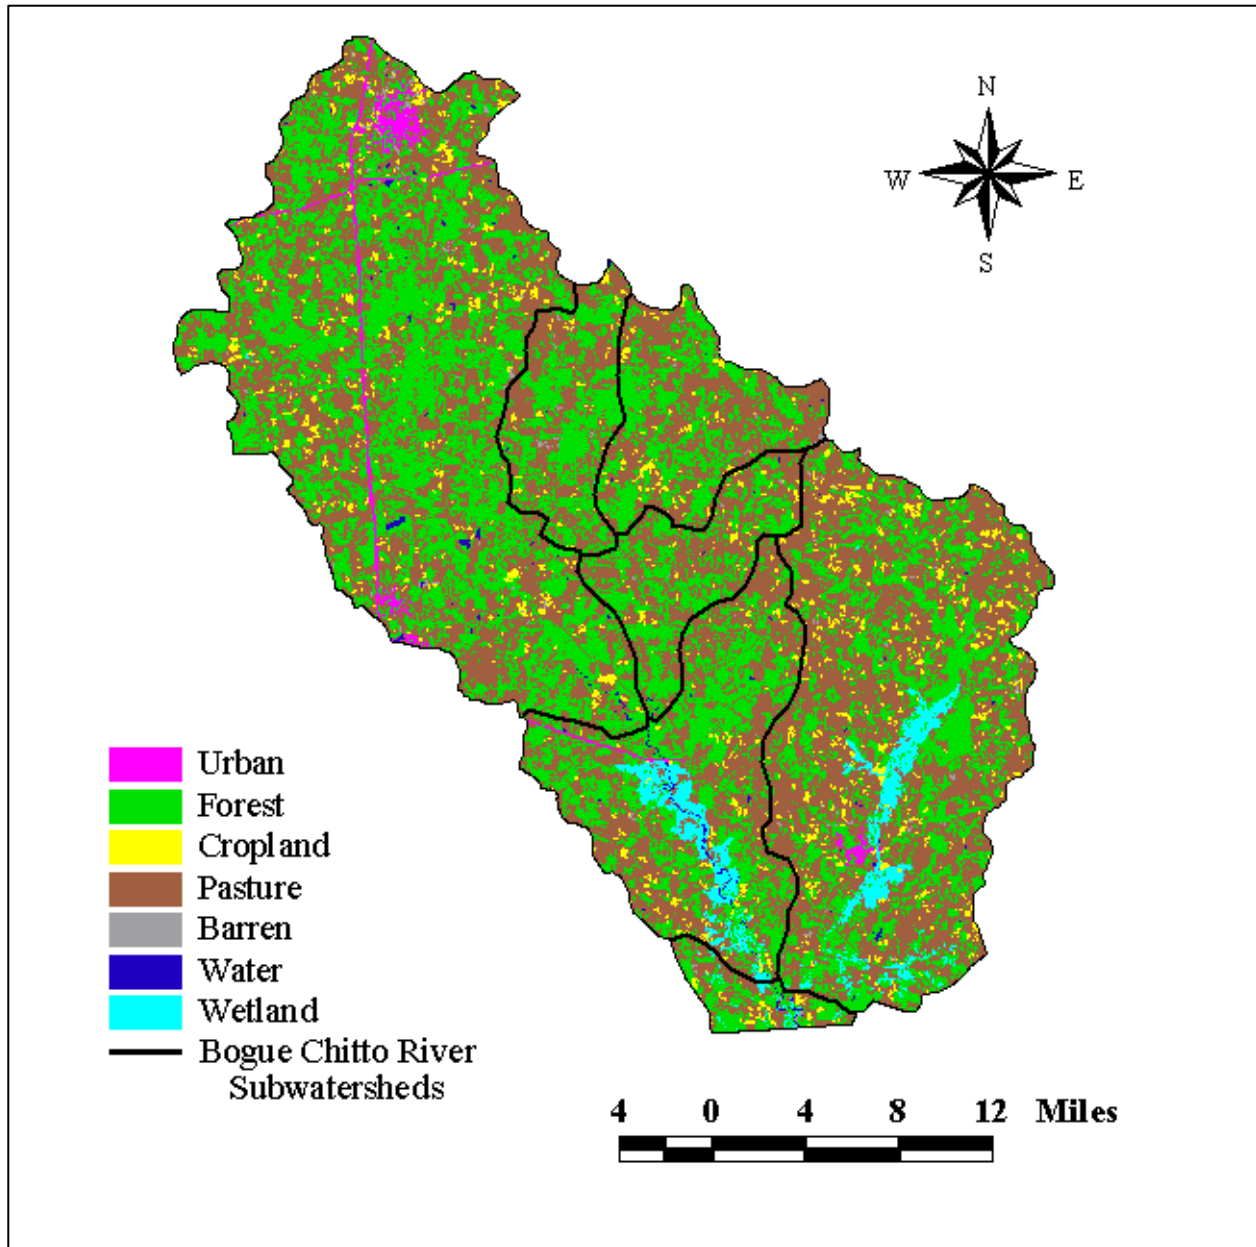 N
W E
S
Urban
Forest
Cropland
Pasture
Barren
Water
Wetland
Bogue Chitto River
Subwatersheds
4 0 4 8 12 Miles